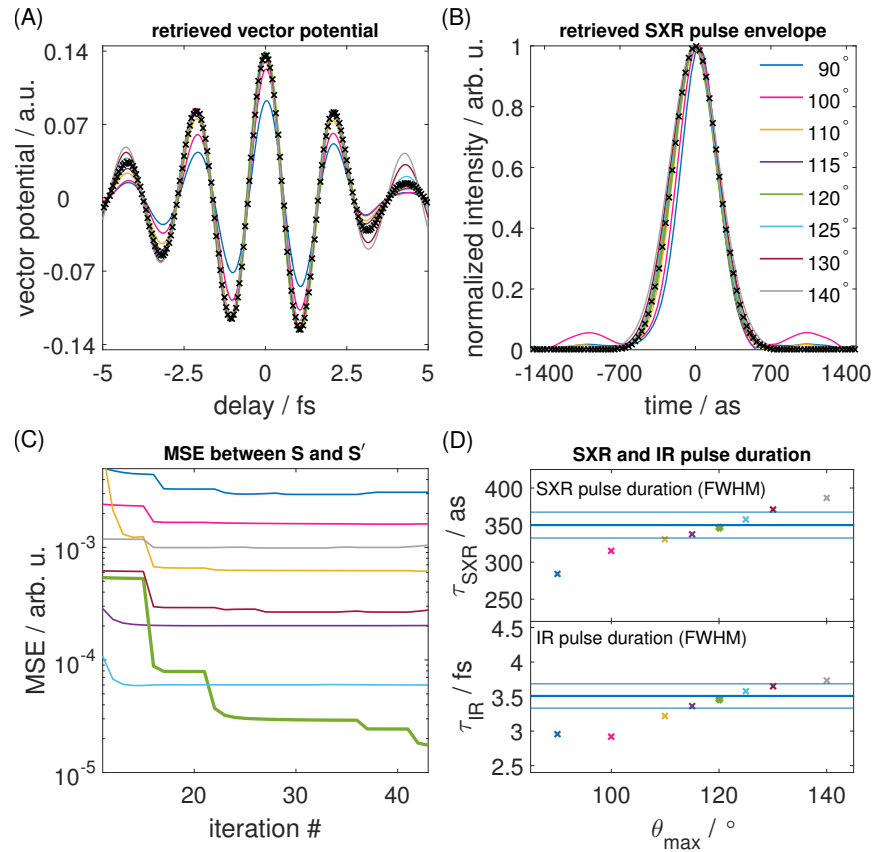 (A)
retrieved vector potential
vector potential / a.u.
0.14
0.07
0
-0.07
-0.14
-5 -2.5 0 2.5 5
delay / fs
(B)
retrieved SXR pulse envelope
normalized intensity / arb. u.
1
0.8
0.6
0.4
0.2
0
-1400 -700 0 700 1400
time / as
90°
100°
110°
115°
120°
125°
130°
140°
(C)
MSE between S and S′
MSE / arb. u.
10⁻³
10⁻⁴
10⁻⁵
20 30 40
iteration #
(D)
SXR and IR pulse duration
SXR pulse duration (FWHM)
τSXR / as
400
350
300
250
IR pulse duration (FWHM)
τIR / fs
4.5
4
3.5
3
2.5
100 120 140
θmax / °